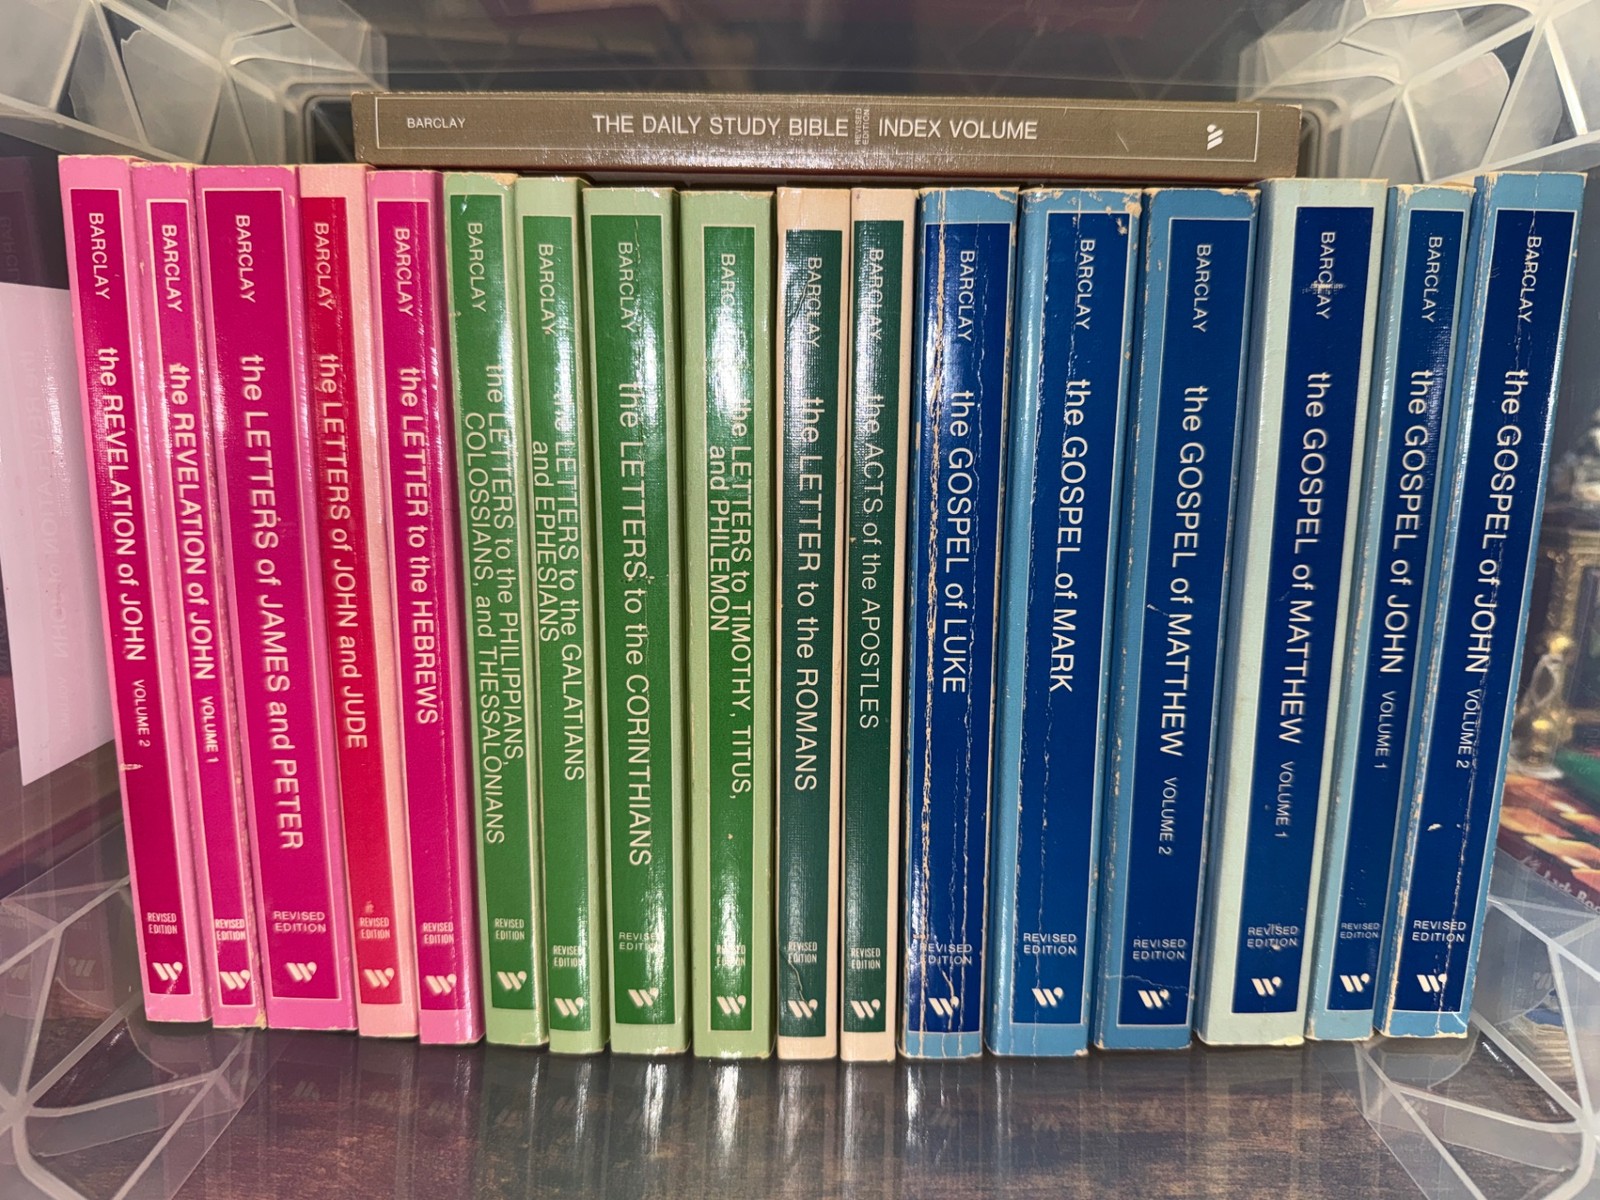 BARCLAY THE DAILY STUDY BIBLE REVISED EDITION INDEX VOLUME
BARCLAY
the REVELATION of JOHN VOLUME 2
REVISED
EDITION
BARCLAY
the REVELATION of JOHN VOLUME 1
REVISED
EDITION
BARCLAY
the LETTERS of JAMES and PETER
REVISED
EDITION
BARCLAY
the LETTERS of JOHN and JUDE
REVISED
EDITION
BARCLAY
the LETTER to the HEBREWS
REVISED
EDITION
BARCLAY
the LETTERS to the PHILIPPIANS,
COLOSSIANS, and THESSALONIANS
REVISED
EDITION
BARCLAY
the LETTERS to the GALATIANS
and EPHESIANS
REVISED
EDITION
BARCLAY
the LETTERS to the CORINTHIANS
REVISED
EDITION
BARCLAY
the LETTERS to TIMOTHY, TITUS,
and PHILEMON
REVISED
EDITION
BARCLAY
the LETTER to the ROMANS
REVISED
EDITION
BARCLAY
the ACTS of the APOSTLES
REVISED
EDITION
BARCLAY
the GOSPEL of LUKE
REVISED
EDITION
BARCLAY
the GOSPEL of MARK
REVISED
EDITION
BARCLAY
the GOSPEL of MATTHEW VOLUME 2
REVISED
EDITION
BARCLAY
the GOSPEL of MATTHEW VOLUME 1
REVISED
EDITION
BARCLAY
the GOSPEL of JOHN VOLUME 1
REVISED
EDITION
BARCLAY
the GOSPEL of JOHN VOLUME 2
REVISED
EDITION